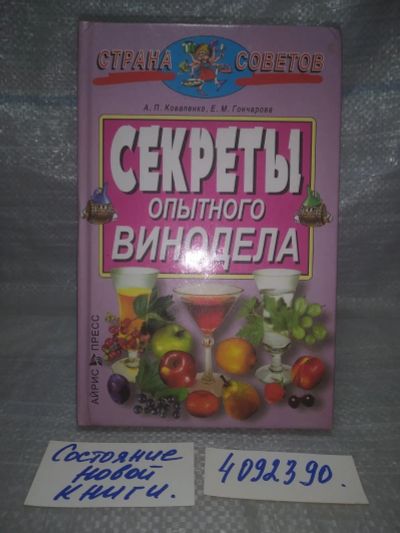 СТРАНА СОВЕТОВ
А. П. Коваленко, Е. М. Гончарова
СЕКРЕТЫ
ОПЫТНОГО
ВИНОДЕЛА
АЙРИС ПРЕСС
Состояние
новой
книги.
4092390.